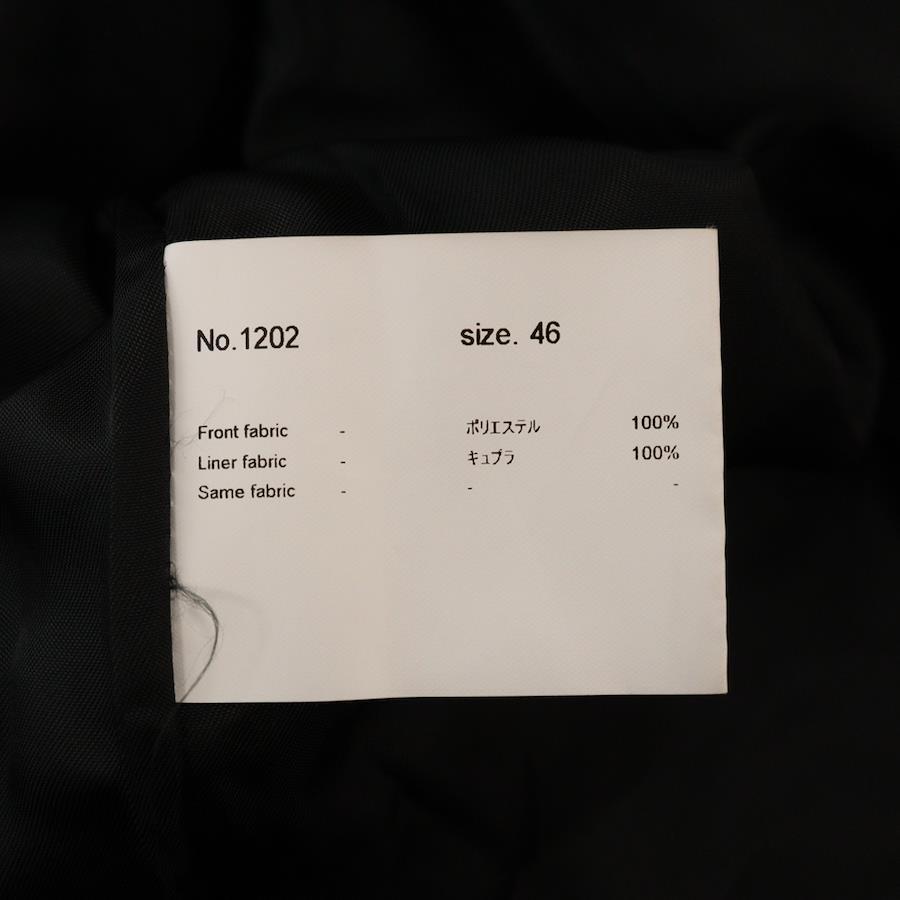 No.1202 size. 46
Front fabric - ポリエステル 100%
Liner fabric - キュプラ 100%
Same fabric - - -